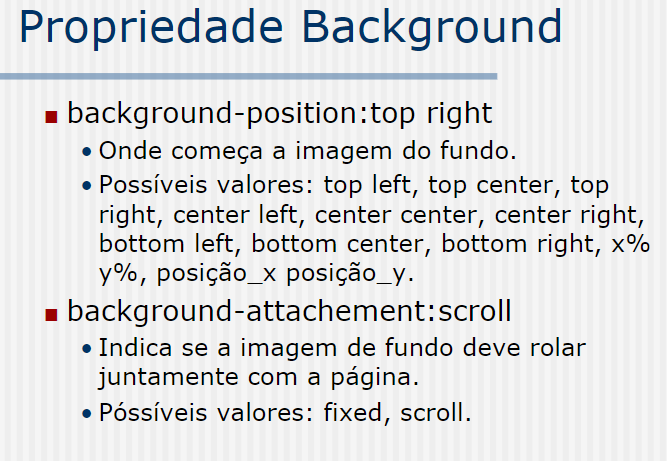 Propriedade Background
background-position:top right
Onde começa a imagem do fundo.
Possíveis valores: top left, top center, top
right, center left, center center, center right,
bottom left, bottom center, bottom right, x%
y%, posição_x posição_y.
background-attachement:scroll
Indica se a imagem de fundo deve rolar
juntamente com a página.
Póssíveis valores: fixed, scroll.